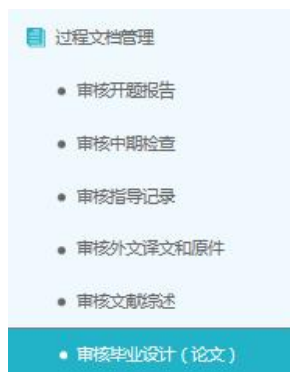 过程文档管理
审核开题报告
审核中期检查
审核指导记录
审核外文译文和原件
审核文献综述
审核毕业设计（论文）